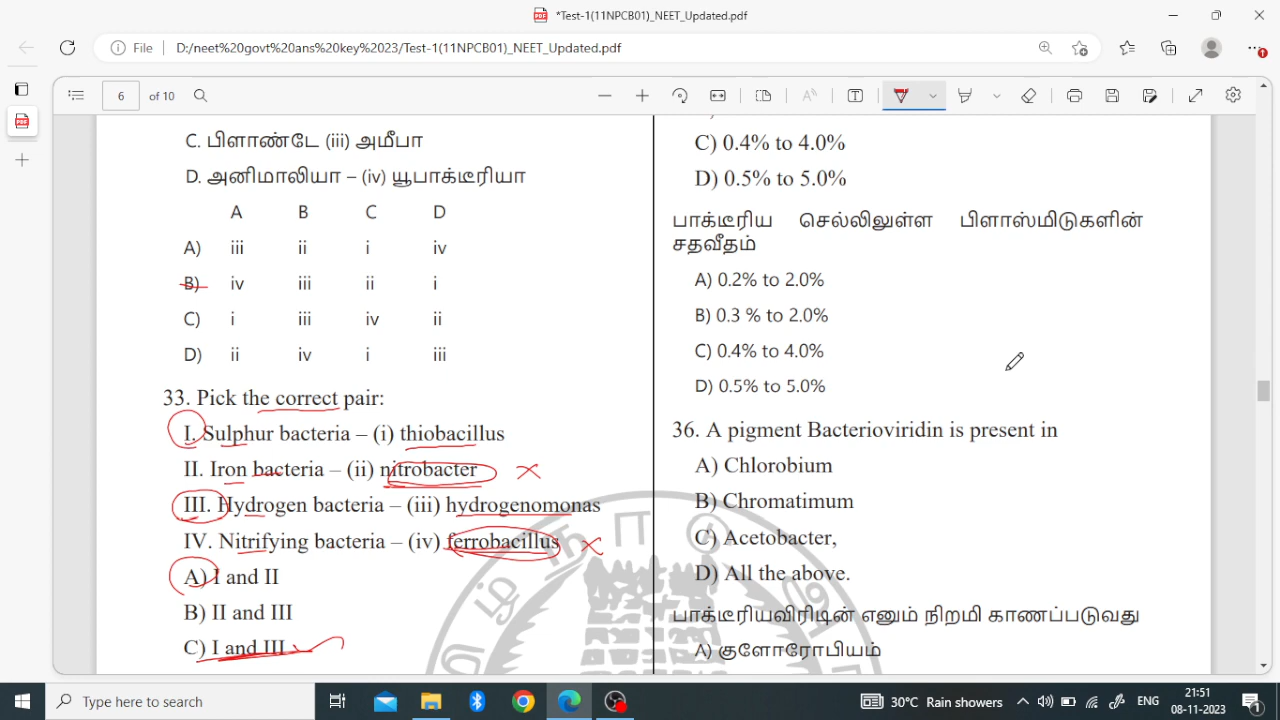 *Test-1(11NPCB01)_NEET_Updated.pdf
File
D:/neet%20govt%20ans%20key%202023/Test-1(11NPCB01)_NEET_Updated.pdf
6 of 10
C. பிளாண்டே (iii) அமீபா
D. அனிமாலியா – (iv) யூபாக்டீரியா
A B C D
A) iii ii i iv
B) iv iii ii i
C) i iii iv ii
D) ii iv i iii
33. Pick the correct pair:
I. Sulphur bacteria – (i) thiobacillus
II. Iron bacteria – (ii) nitrobacter
III. Hydrogen bacteria – (iii) hydrogenomonas
IV. Nitrifying bacteria – (iv) ferrobacillus
A) I and II
B) II and III
C) I and III
C) 0.4% to 4.0%
D) 0.5% to 5.0%
பாக்டீரிய செல்லிலுள்ள பிளாஸ்மிடுகளின்
சதவீதம்
A) 0.2% to 2.0%
B) 0.3 % to 2.0%
C) 0.4% to 4.0%
D) 0.5% to 5.0%
36. A pigment Bacterioviridin is present in
A) Chlorobium
B) Chromatimum
C) Acetobacter,
D) All the above.
பாக்டீரியவிரிடின் எனும் நிறமி காணப்படுவது
A) குளோரோபியம்
Type here to search
30°C Rain showers
ENG
21:51
08-11-2023